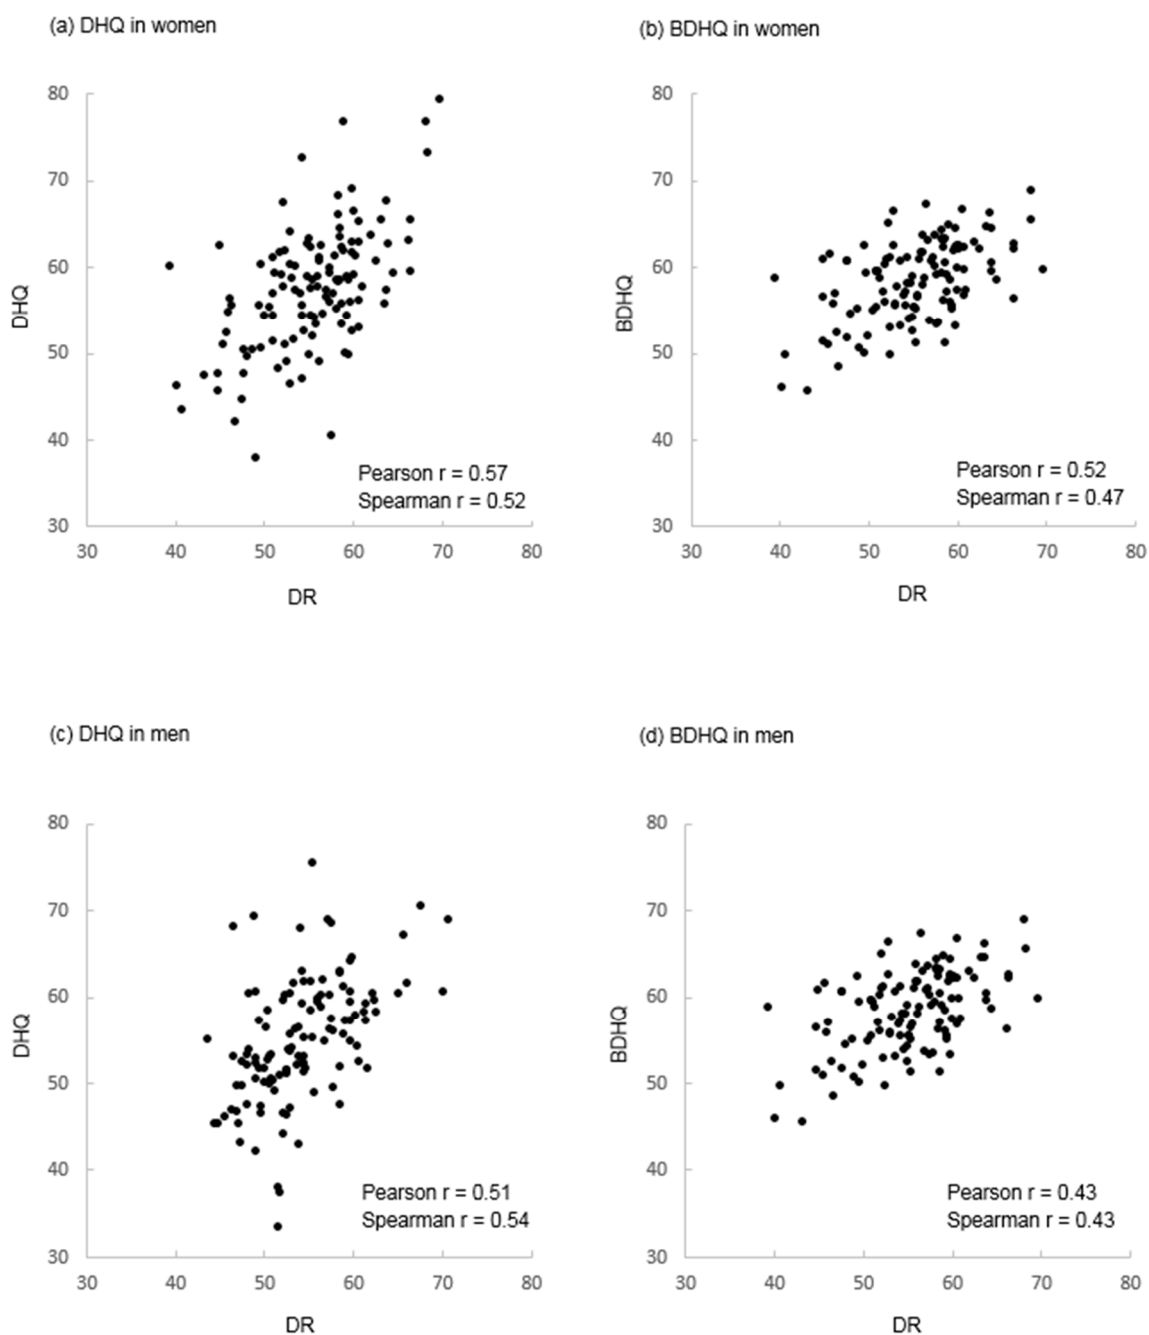 (a) DHQ in women
80
70
60
50
40
30
DHQ
30 40 50 60 70 80
DR
Pearson r = 0.57
Spearman r = 0.52
(b) BDHQ in women
80
70
60
50
40
30
BDHQ
30 40 50 60 70 80
DR
Pearson r = 0.52
Spearman r = 0.47
(c) DHQ in men
80
70
60
50
40
30
DHQ
30 40 50 60 70 80
DR
Pearson r = 0.51
Spearman r = 0.54
(d) BDHQ in men
80
70
60
50
40
30
BDHQ
30 40 50 60 70 80
DR
Pearson r = 0.43
Spearman r = 0.43